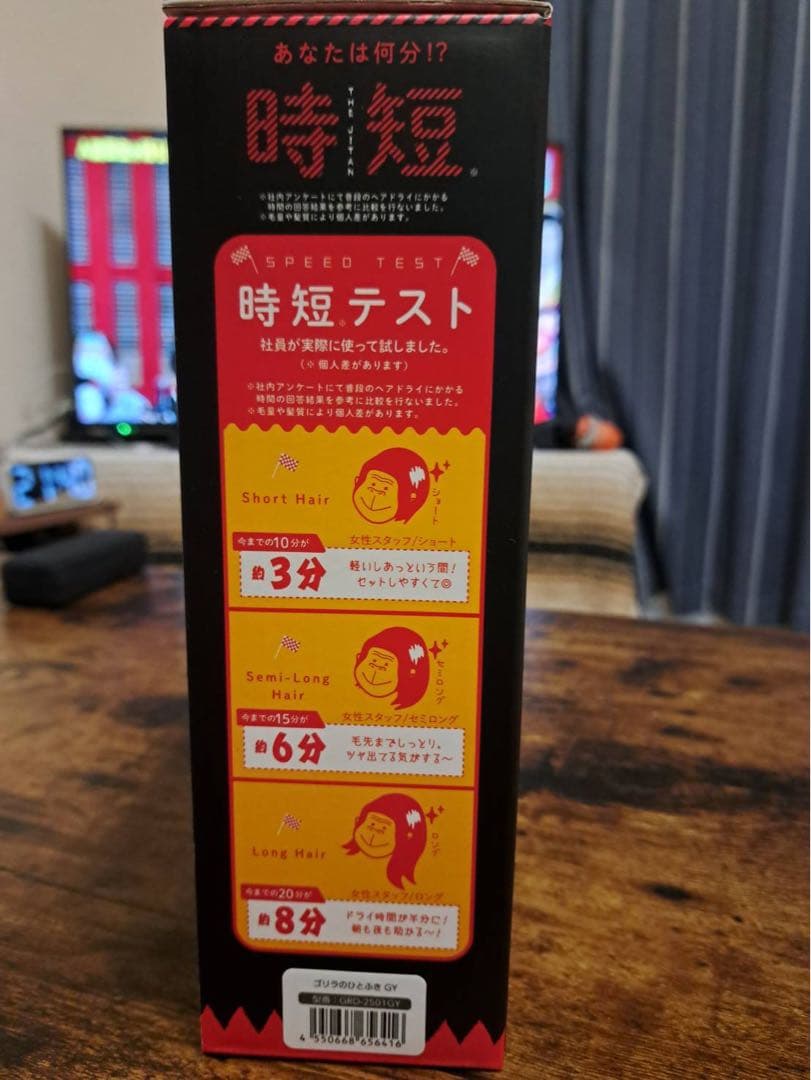 あなたは何分!?
時短※
THE JITAN
※社内アンケートにて普段のヘアドライにかかる
時間の回答結果を参考に比較を行ないました。
※毛量や髪質により個人差があります。
SPEED TEST
時短※テスト
社員が実際に使って試しました。
(※個人差があります)
※社内アンケートにて普段のヘアドライにかかる
時間の回答結果を参考に比較を行ないました。
※毛量や髪質により個人差があります。
Short Hair
ショート
女性スタッフ/ショート
今までの10分が
約3分
軽いしあっという間!
セットしやすくて◎
Semi-Long
Hair
セミロング
女性スタッフ/セミロング
今までの15分が
約6分
毛先までしっとり。
ツヤ出てる気がする〜
Long Hair
ロング
女性スタッフ/ロング
今までの20分が
約8分
ドライ時間が半分に!
朝も夜も助かる〜!
ゴリラのひとふき GY
型番:GRD-2501GY
4 550668 656416